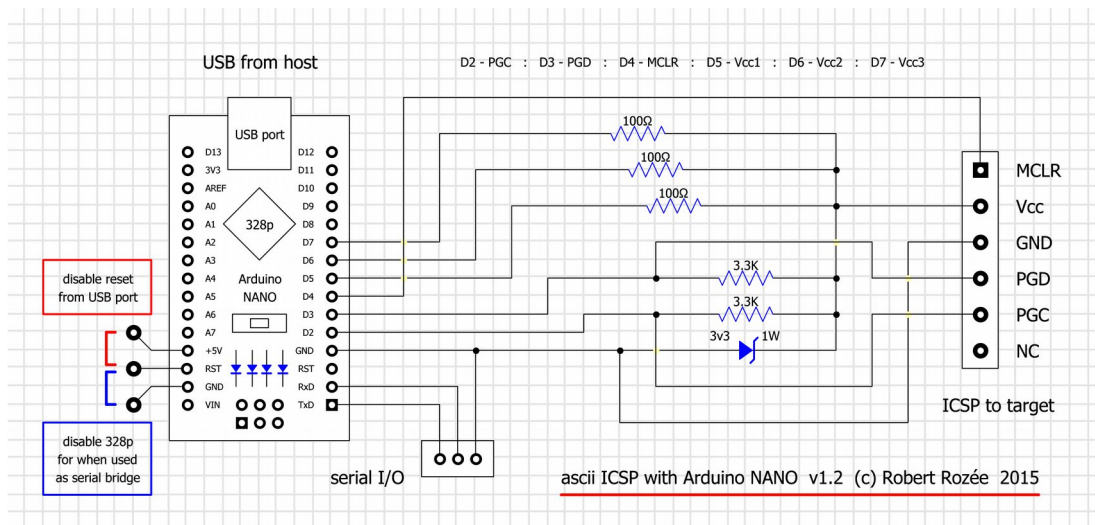 USB from host
D2 - PGC : D3 - PGD : D4 - MCLR : D5 - Vcc1 : D6 - Vcc2 : D7 - Vcc3
USB port
D13
3V3
AREF
A0
A1
A2
A3
A4
A5
A6
A7
+5V
RST
GND
VIN
328p
Arduino
NANO
D12
D11
D10
D9
D8
D7
D6
D5
D4
D3
D2
GND
RST
RxD
TxD
100Ω
100Ω
100Ω
3.3K
3.3K
3v3 1W
MCLR
Vcc
GND
PGD
PGC
NC
ICSP to target
disable reset
from USB port
disable 328p
for when used
as serial bridge
serial I/O
ascii ICSP with Arduino NANO v1.2 (c) Robert Rozée 2015